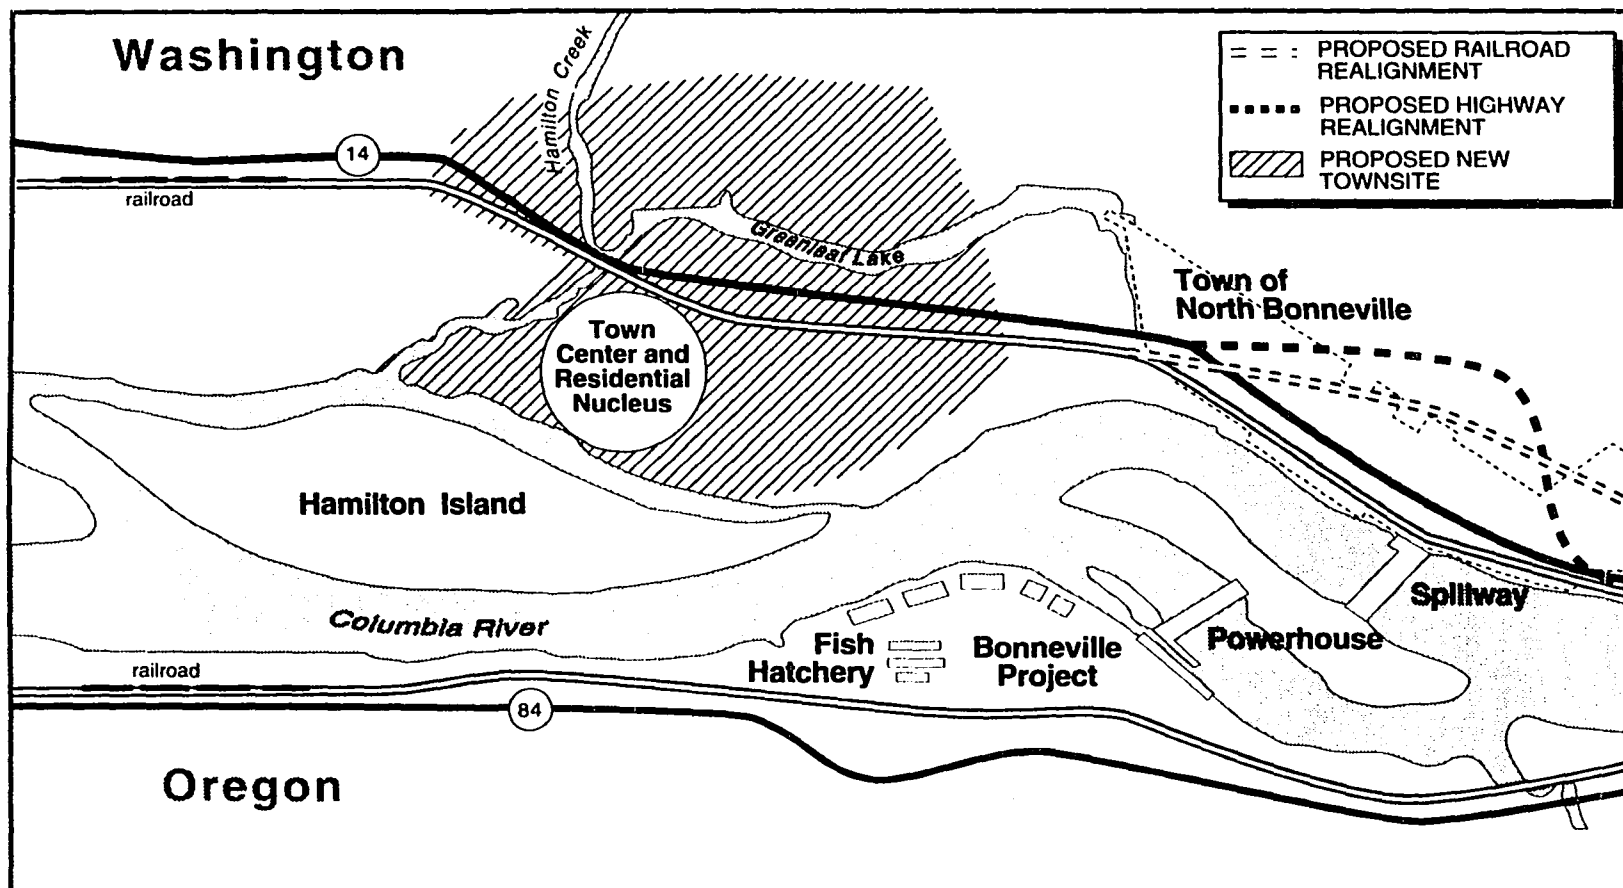 Washington
Hamilton Creek
PROPOSED RAILROAD
REALIGNMENT
PROPOSED HIGHWAY
REALIGNMENT
PROPOSED NEW
TOWNSITE
14
railroad
Greenleaf Lake
Town of
North Bonneville
Town
Center and
Residential
Nucleus
Hamilton Island
Columbia River
Spillway
Powerhouse
Fish
Hatchery
Bonneville
Project
railroad
84
Oregon